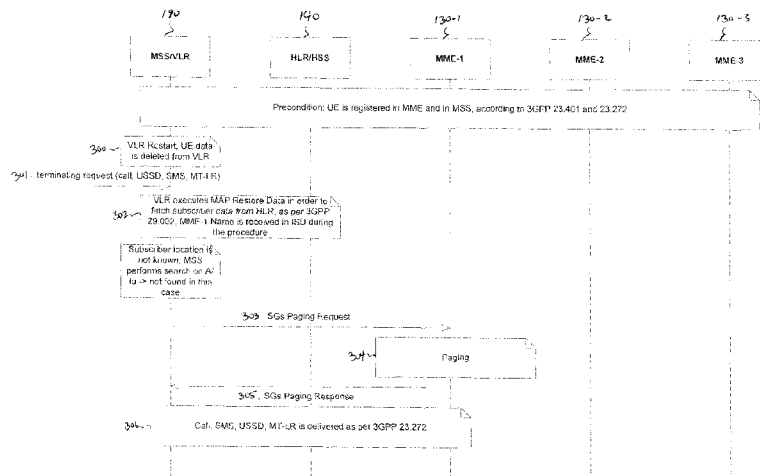 190 140 130-1 130-2 130-3
MSS/VLR HLR/HSS MME-1 MME-2 MME-3
Precondition: UE is registered in MME and in MSS, according to 3GPP 23.401 and 23.272
300 VLR Restart, UE data
is deleted from VLR
301. terminating request (call, USSD, SMS, MT-LR)
VLR executes MAP Restore Data in order to
302 fetch subscriber data from HLR, as per 3GPP
29.002, MME-1 Name is received in ISD during
the procedure
Subscriber location is
not known, MSS
performs search on A/
Iu -> not found in this
case
303. SGs Paging Request
304 Paging
305. SGs Paging Response
306 Call, SMS, USSD, MT-LR is delivered as per 3GPP 23.272